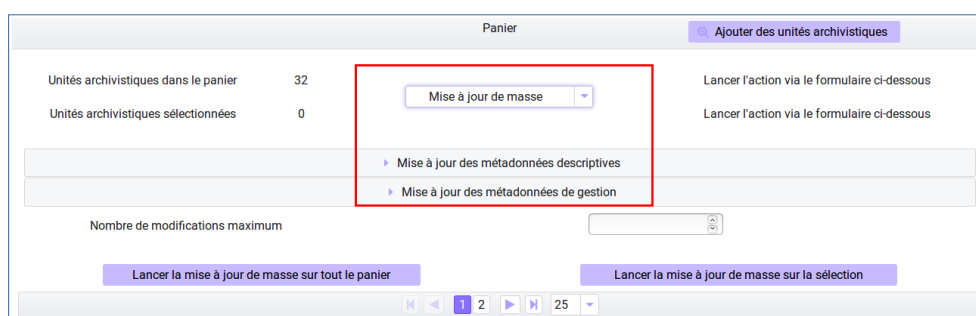 Panier
Ajouter des unités archivistiques
Unités archivistiques dans le panier 32 Mise à jour de masse Lancer l'action via le formulaire ci-dessous
Unités archivistiques sélectionnées 0 Lancer l'action via le formulaire ci-dessous
Mise à jour des métadonnées descriptives
Mise à jour des métadonnées de gestion
Nombre de modifications maximum
Lancer la mise à jour de masse sur tout le panier Lancer la mise à jour de masse sur la sélection
1 2 25